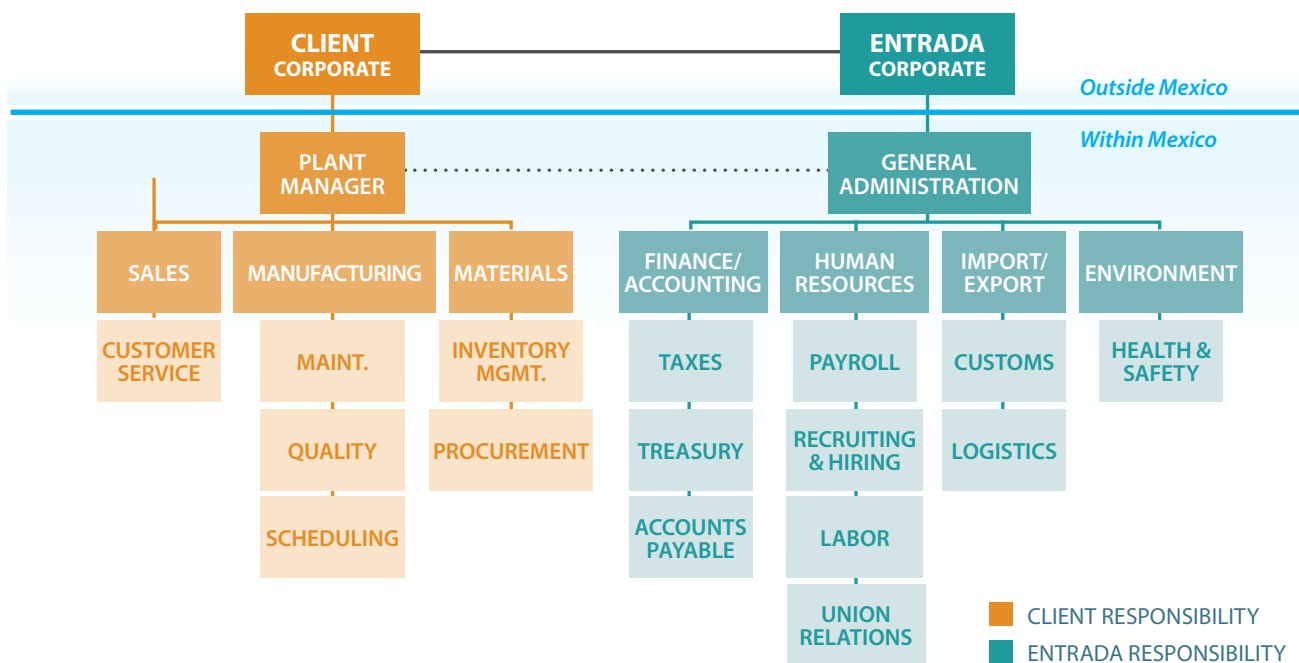 CLIENT
CORPORATE
ENTRADA
CORPORATE
Outside Mexico
Within Mexico
PLANT
MANAGER
GENERAL
ADMINISTRATION
SALES
MANUFACTURING
MATERIALS
FINANCE/
ACCOUNTING
HUMAN
RESOURCES
IMPORT/
EXPORT
ENVIRONMENT
CUSTOMER
SERVICE
MAINT.
INVENTORY
MGMT.
TAXES
PAYROLL
CUSTOMS
HEALTH &
SAFETY
QUALITY
PROCUREMENT
TREASURY
RECRUITING
& HIRING
LOGISTICS
SCHEDULING
ACCOUNTS
PAYABLE
LABOR
UNION
RELATIONS
CLIENT RESPONSIBILITY
ENTRADA RESPONSIBILITY